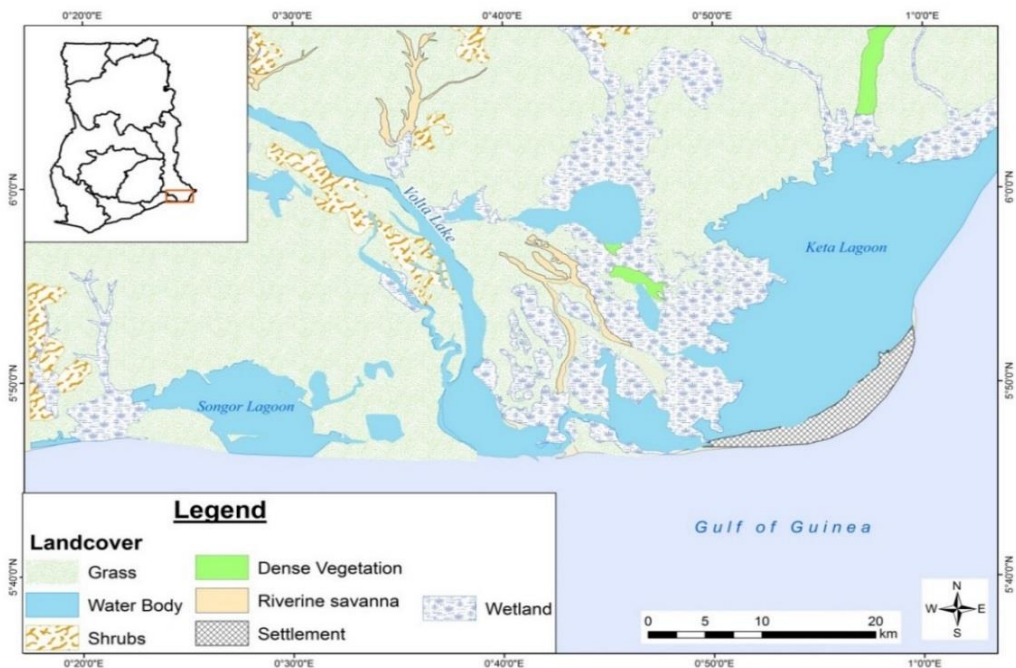 0°20'0"E 0°30'0"E 0°40'0"E 0°50'0"E 1°0'0"E
6°0'0"N
6°0'0"N
Volta Lake
Keta Lagoon
5°50'0"N
5°50'0"N
Songor Lagoon
Gulf of Guinea
5°40'0"N
5°40'0"N
Legend
Landcover
Grass
Water Body
Shrubs
Dense Vegetation
Riverine savanna
Settlement
Wetland
0 5 10 20
km
N
W E
S
0°20'0"E 0°30'0"E 0°40'0"E 0°50'0"E 1°0'0"E